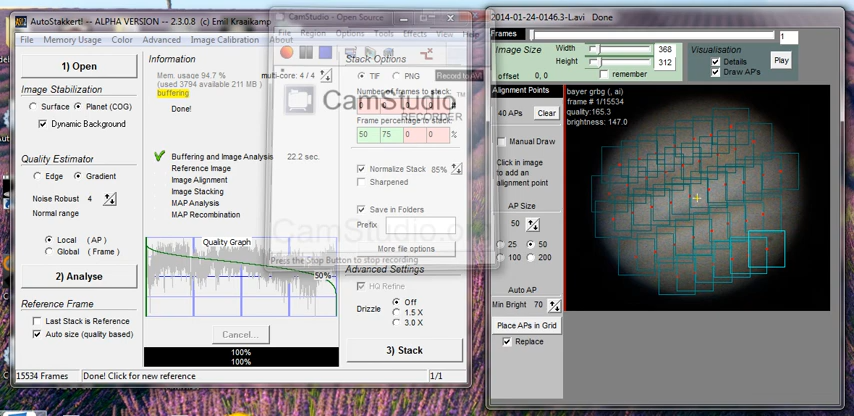 AutoStakkert! -- ALPHA VERSION -- 2.3.0.8 (c) Emil Kraaikamp
File Memory Usage Color Advanced Image Calibration
1) Open
Image Stabilization
Surface Planet (COG)
Dynamic Background
Quality Estimator
Edge Gradient
Noise Robust 4
Normal range
Local (AP)
Global (Frame)
2) Analyse
Reference Frame
Last Stack is Reference
Auto size (quality based)
15534 Frames
Done! Click for new reference
1/1
Information
Mem. usage 94.7 %
(used 3794 available 211 MB)
buffering
Done!
multi-core: 4 / 4
Buffering and Image Analysis 22.2 sec.
Reference Image
Image Alignment
Image Stacking
MAP Analysis
MAP Recombination
Quality Graph
50%
Cancel...
100%
100%
CamStudio - Open Source
File Region Options Tools Effects View Help
Record to AVI
CamStudio™
RECORDER
CamStudio.o
Press the Stop Button to stop recording
Stack Options
TIF PNG
Number of frames to stack:
0 0 0 0
Frame percentage to stack:
50 75 0 0 %
Normalize Stack 85%
Sharpened
Save in Folders
Prefix
More file options
Advanced Settings
HQ Refine
Drizzle
Off
1.5 X
3.0 X
3) Stack
2014-01-24-0146.3-L.avi Done
Frames
1
Image Size
Width 368
Height 312
offset 0, 0
remember
Visualisation
Details
Draw AP's
Play
Alignment Points
40 APs Clear
Manual Draw
Click in image
to add an
alignment point
AP Size
50
25 50
100 200
Auto AP
Min Bright 70
Place APs in Grid
Replace
bayer grbg (, ai)
frame # 1/15534
quality: 165.3
brightness: 147.0